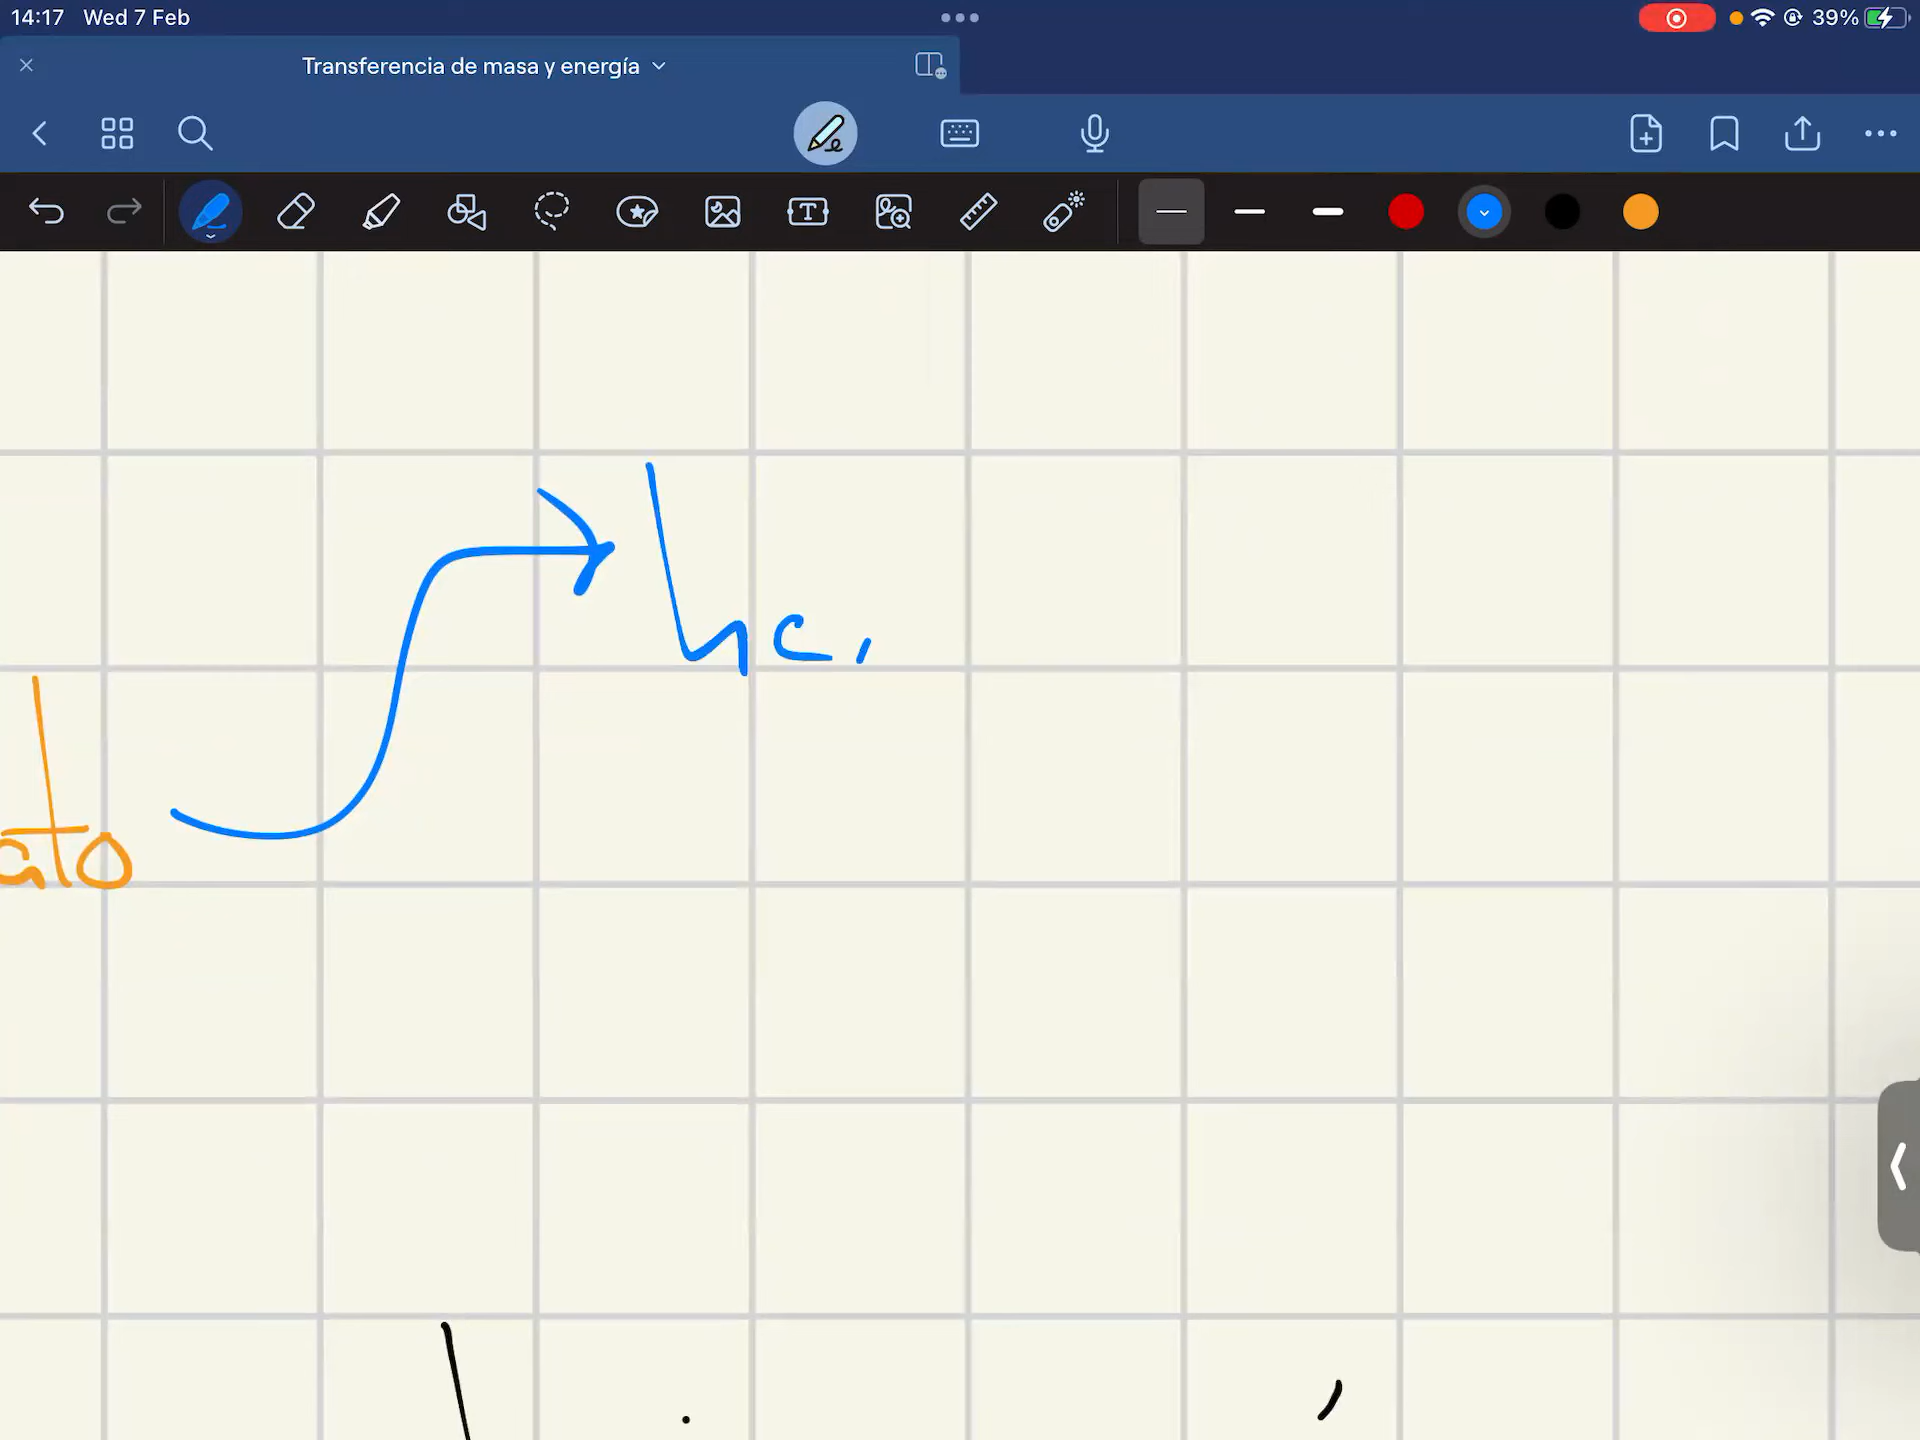 14:17 Wed 7 Feb
39%
Transferencia de masa y energía
hc,
ato